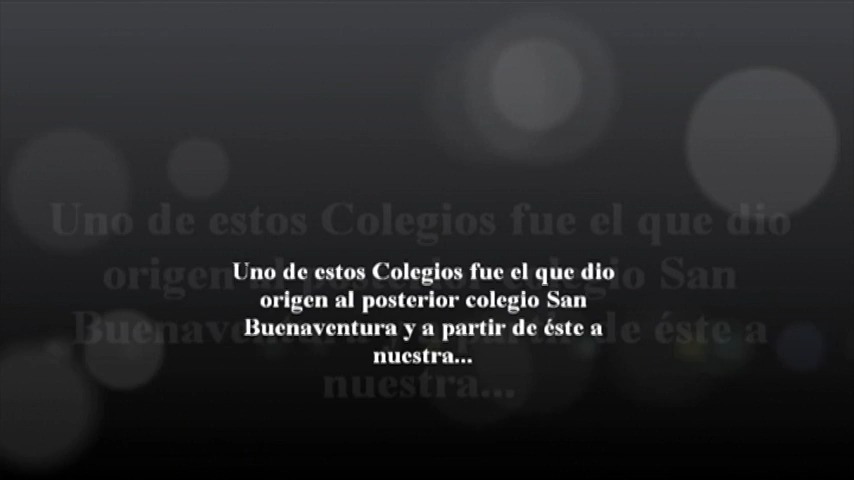 Uno de estos Colegios fue el que dio
origen al posterior colegio San
Buenaventura y a partir de éste a
nuestra...